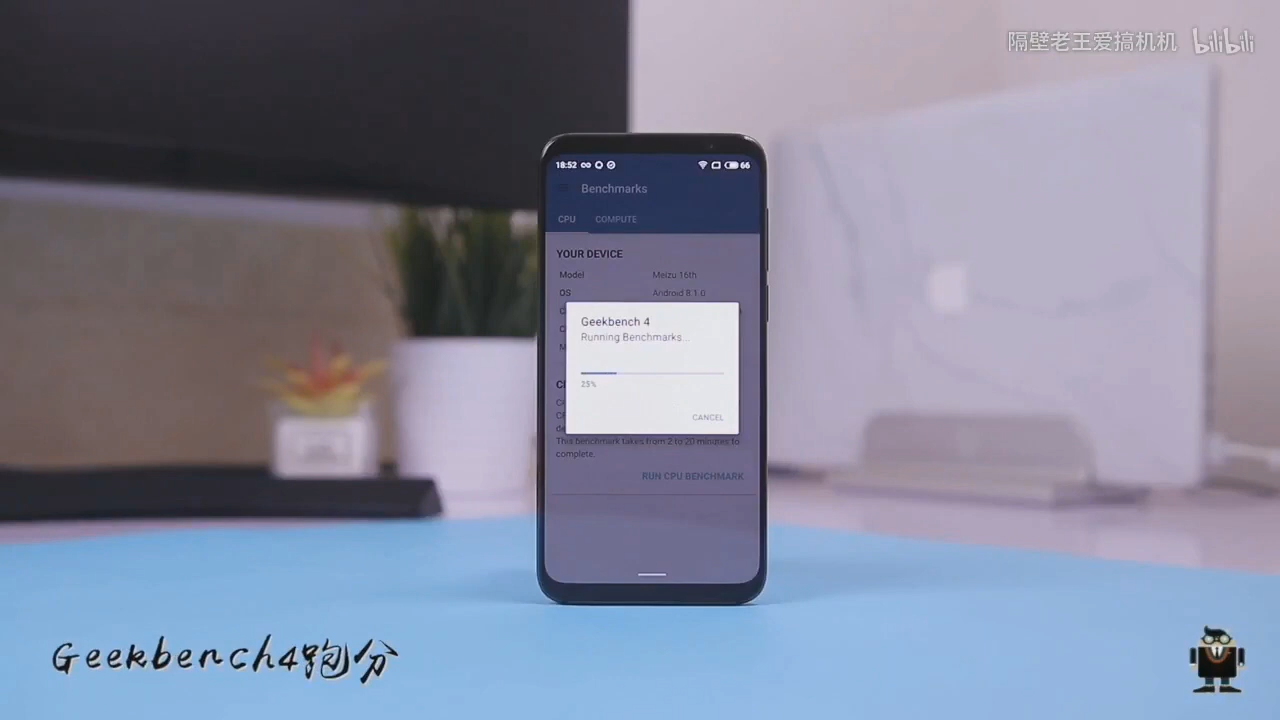 隔壁老王爱搞机机 bilibili
18:52 66
Benchmarks
CPU COMPUTE
YOUR DEVICE
Model Meizu 16th
OS Android 8.1.0
Geekbench 4
Running Benchmarks...
25%
CANCEL
This benchmark takes from 2 to 20 minutes to
complete.
RUN CPU BENCHMARK
Geekbench4跑分